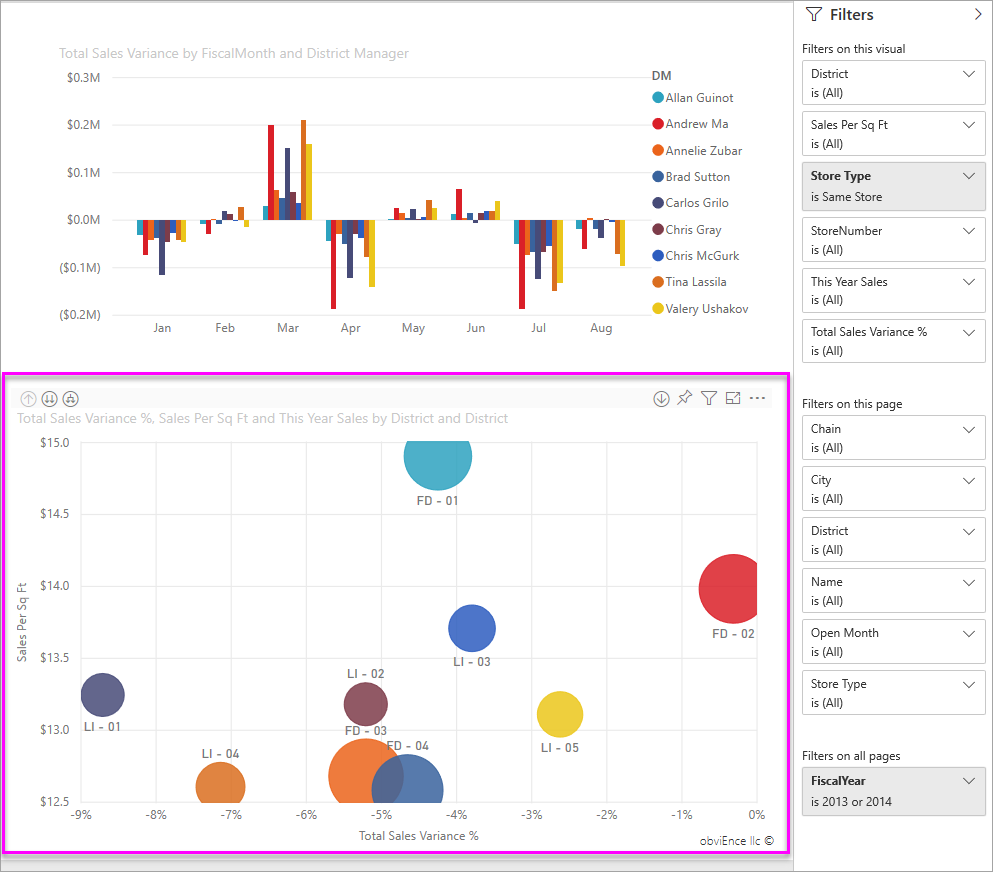 Total Sales Variance by FiscalMonth and District Manager
$0.3M
$0.2M
$0.1M
$0.0M
($0.1M)
($0.2M)
Jan Feb Mar Apr May Jun Jul Aug
DM
Allan Guinot
Andrew Ma
Annelie Zubar
Brad Sutton
Carlos Grilo
Chris Gray
Chris McGurk
Tina Lassila
Valery Ushakov
Total Sales Variance %, Sales Per Sq Ft and This Year Sales by District and District
Sales Per Sq Ft
$15.0
$14.5
$14.0
$13.5
$13.0
$12.5
FD - 01
FD - 02
LI - 03
LI - 02
LI - 01
FD - 03
FD - 04
LI - 05
LI - 04
-9% -8% -7% -6% -5% -4% -3% -2% -1% 0%
Total Sales Variance %
obviEnce llc ©
Filters
Filters on this visual
District
is (All)
Sales Per Sq Ft
is (All)
Store Type
is Same Store
StoreNumber
is (All)
This Year Sales
is (All)
Total Sales Variance %
is (All)
Filters on this page
Chain
is (All)
City
is (All)
District
is (All)
Name
is (All)
Open Month
is (All)
Store Type
is (All)
Filters on all pages
FiscalYear
is 2013 or 2014